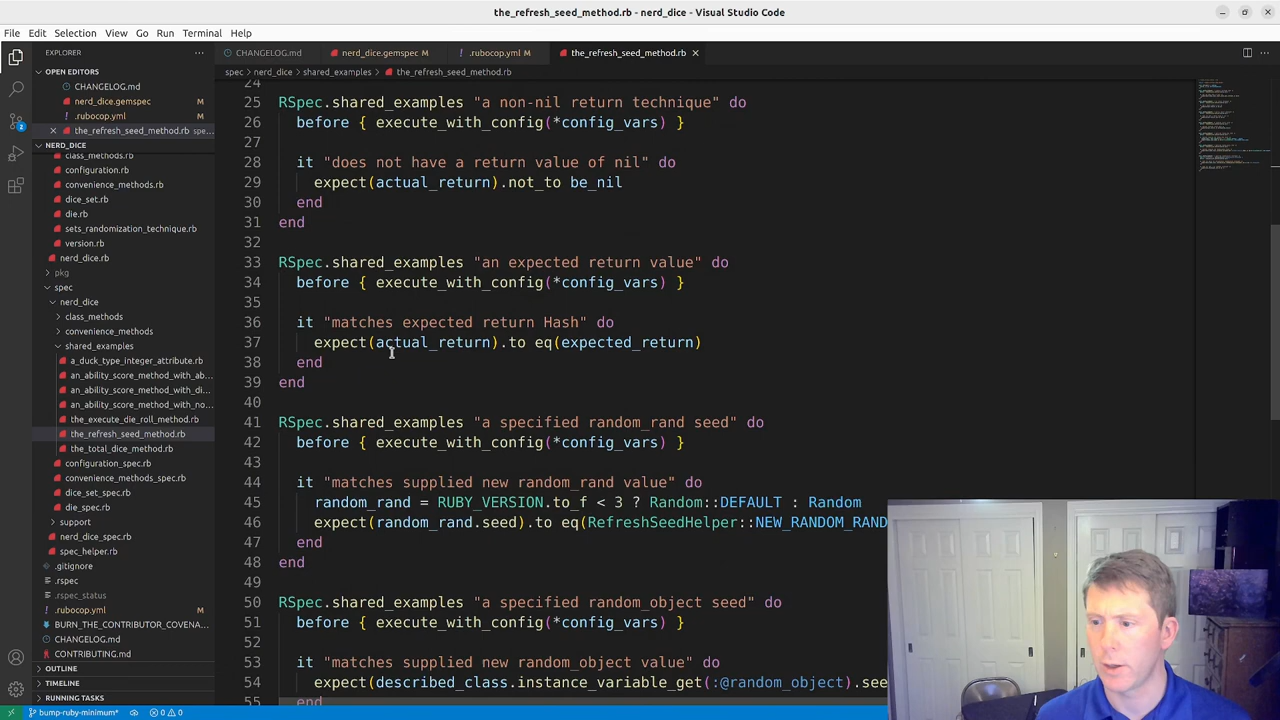 the_refresh_seed_method.rb - nerd_dice - Visual Studio Code
File Edit Selection View Go Run Terminal Help
EXPLORER
CHANGELOG.md nerd_dice.gemspec M .rubocop.yml M the_refresh_seed_method.rb
spec nerd_dice shared_examples the_refresh_seed_method.rb
OPEN EDITORS
CHANGELOG.md
nerd_dice.gemspec M
.rubocop.yml M
the_refresh_seed_method.rb spec...
NERD_DICE
class_methods.rb
configuration.rb
convenience_methods.rb
dice_set.rb
die.rb
sets_randomization_technique.rb
version.rb
nerd_dice.rb
pkg
spec
nerd_dice
class_methods
convenience_methods
shared_examples
a_duck_type_integer_attribute.rb
an_ability_score_method_with_ab...
an_ability_score_method_with_di...
an_ability_score_method_with_no...
the_execute_die_roll_method.rb
the_refresh_seed_method.rb
the_total_dice_method.rb
configuration_spec.rb
convenience_methods_spec.rb
dice_set_spec.rb
die_spec.rb
support
nerd_dice_spec.rb
spec_helper.rb
.gitignore
.rspec
.rspec_status
.rubocop.yml M
BURN_THE_CONTRIBUTOR_COVENA...
CHANGELOG.md
CONTRIBUTING.md
OUTLINE
TIMELINE
RUNNING TASKS
24
25 RSpec.shared_examples "a non-nil return technique" do
26 before { execute_with_config(*config_vars) }
27
28 it "does not have a return value of nil" do
29 expect(actual_return).not_to be_nil
30 end
31 end
32
33 RSpec.shared_examples "an expected return value" do
34 before { execute_with_config(*config_vars) }
35
36 it "matches expected return Hash" do
37 expect(actual_return).to eq(expected_return)
38 end
39 end
40
41 RSpec.shared_examples "a specified random_rand seed" do
42 before { execute_with_config(*config_vars) }
43
44 it "matches supplied new random_rand value" do
45 random_rand = RUBY_VERSION.to_f < 3 ? Random::DEFAULT : Random
46 expect(random_rand.seed).to eq(RefreshSeedHelper::NEW_RANDOM_RAND
47 end
48 end
49
50 RSpec.shared_examples "a specified random_object seed" do
51 before { execute_with_config(*config_vars) }
52
53 it "matches supplied new random_object value" do
54 expect(described_class.instance_variable_get(:@random_object).see
55 end
bump-ruby-minimum* 0 0